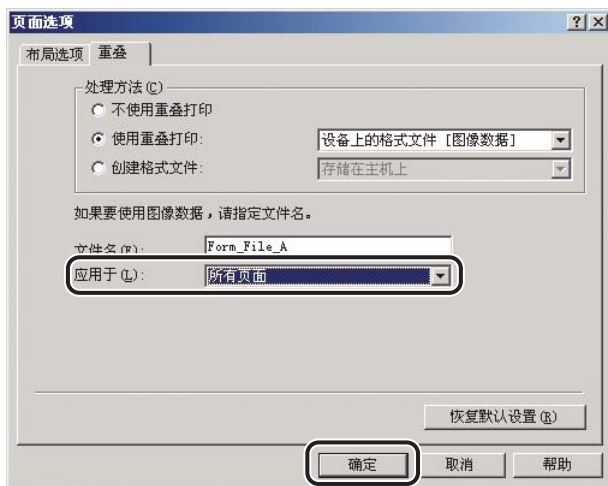 页面选项
布局选项 重叠
处理方法(C)
不使用重叠打印
使用重叠打印: 设备上的格式文件 [图像数据]
创建格式文件: 存储在主机上
如果要使用图像数据，请指定文件名。
文件名(F): Form_File_A
应用于(L): 所有页面
恢复默认设置(R)
确定 取消 帮助